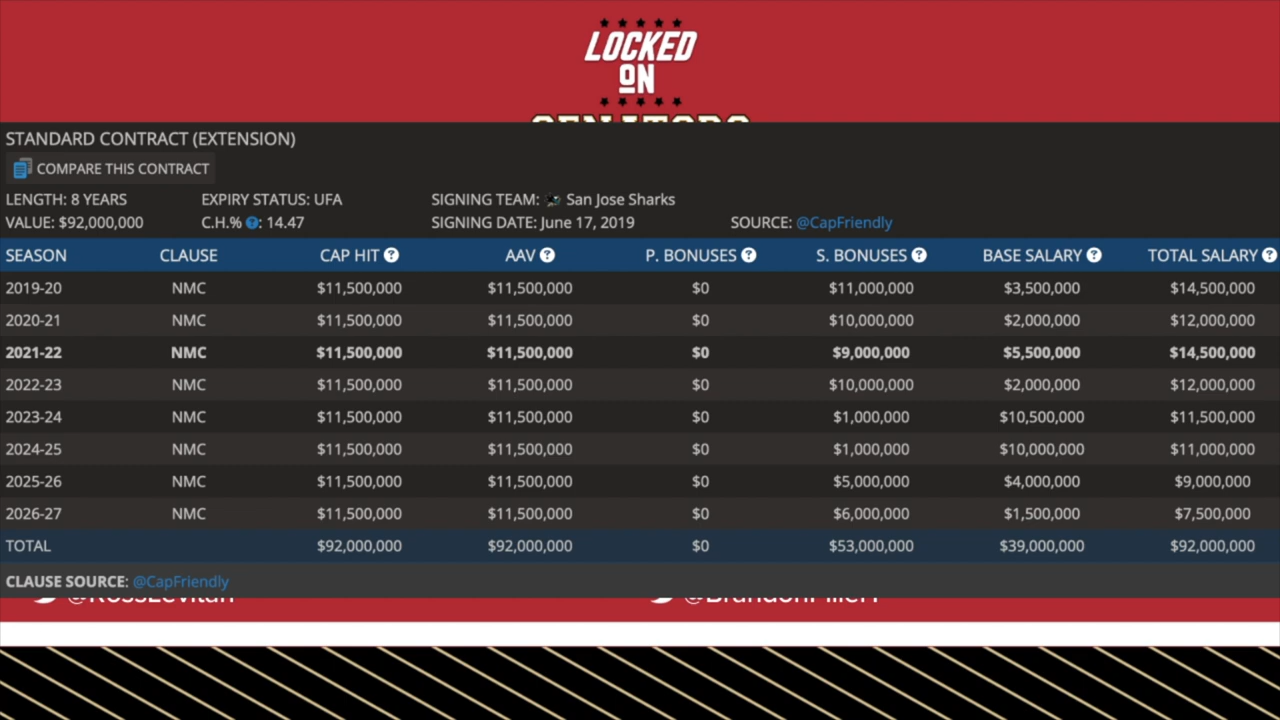 LOCKED
ON
SENATORS
STANDARD CONTRACT (EXTENSION)
COMPARE THIS CONTRACT
LENGTH: 8 YEARS EXPIRY STATUS: UFA SIGNING TEAM: San Jose Sharks
VALUE: $92,000,000 C.H.% ?: 14.47 SIGNING DATE: June 17, 2019 SOURCE: @CapFriendly
SEASON CLAUSE CAP HIT ? AAV ? P. BONUSES ? S. BONUSES ? BASE SALARY ? TOTAL SALARY ?
2019-20 NMC $11,500,000 $11,500,000 $0 $11,000,000 $3,500,000 $14,500,000
2020-21 NMC $11,500,000 $11,500,000 $0 $10,000,000 $2,000,000 $12,000,000
2021-22 NMC $11,500,000 $11,500,000 $0 $9,000,000 $5,500,000 $14,500,000
2022-23 NMC $11,500,000 $11,500,000 $0 $10,000,000 $2,000,000 $12,000,000
2023-24 NMC $11,500,000 $11,500,000 $0 $1,000,000 $10,500,000 $11,500,000
2024-25 NMC $11,500,000 $11,500,000 $0 $1,000,000 $10,000,000 $11,000,000
2025-26 NMC $11,500,000 $11,500,000 $0 $5,000,000 $4,000,000 $9,000,000
2026-27 NMC $11,500,000 $11,500,000 $0 $6,000,000 $1,500,000 $7,500,000
TOTAL $92,000,000 $92,000,000 $0 $53,000,000 $39,000,000 $92,000,000
CLAUSE SOURCE: @CapFriendly
@RossLevitan